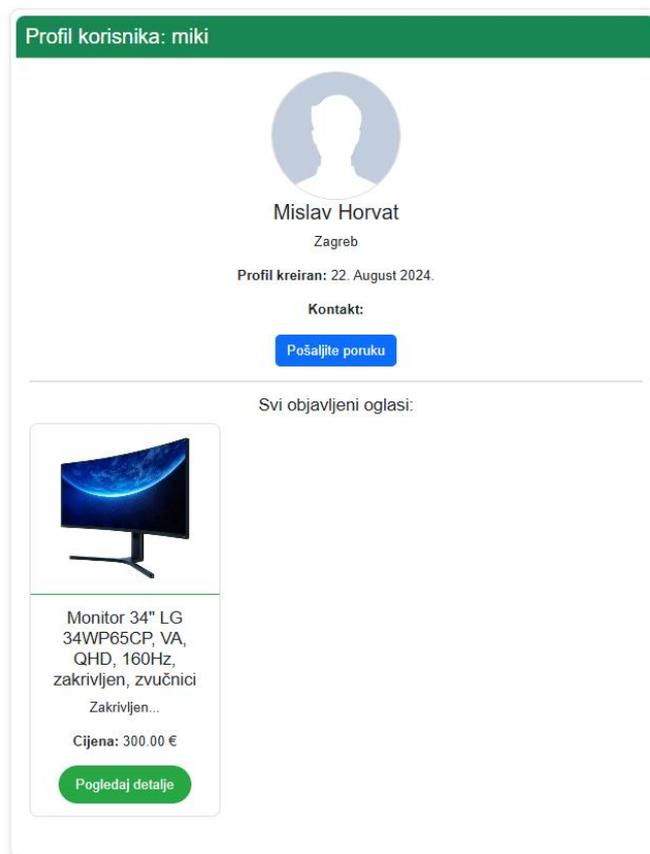 Profil korisnika: miki
Mislav Horvat
Zagreb
Profil kreiran: 22. August 2024.
Kontakt:
Pošaljite poruku
Svi objavljeni oglasi:
Monitor 34" LG
34WP65CP, VA,
QHD, 160Hz,
zakrivljen, zvučnici
Zakrivljen...
Cijena: 300.00 €
Pogledaj detalje